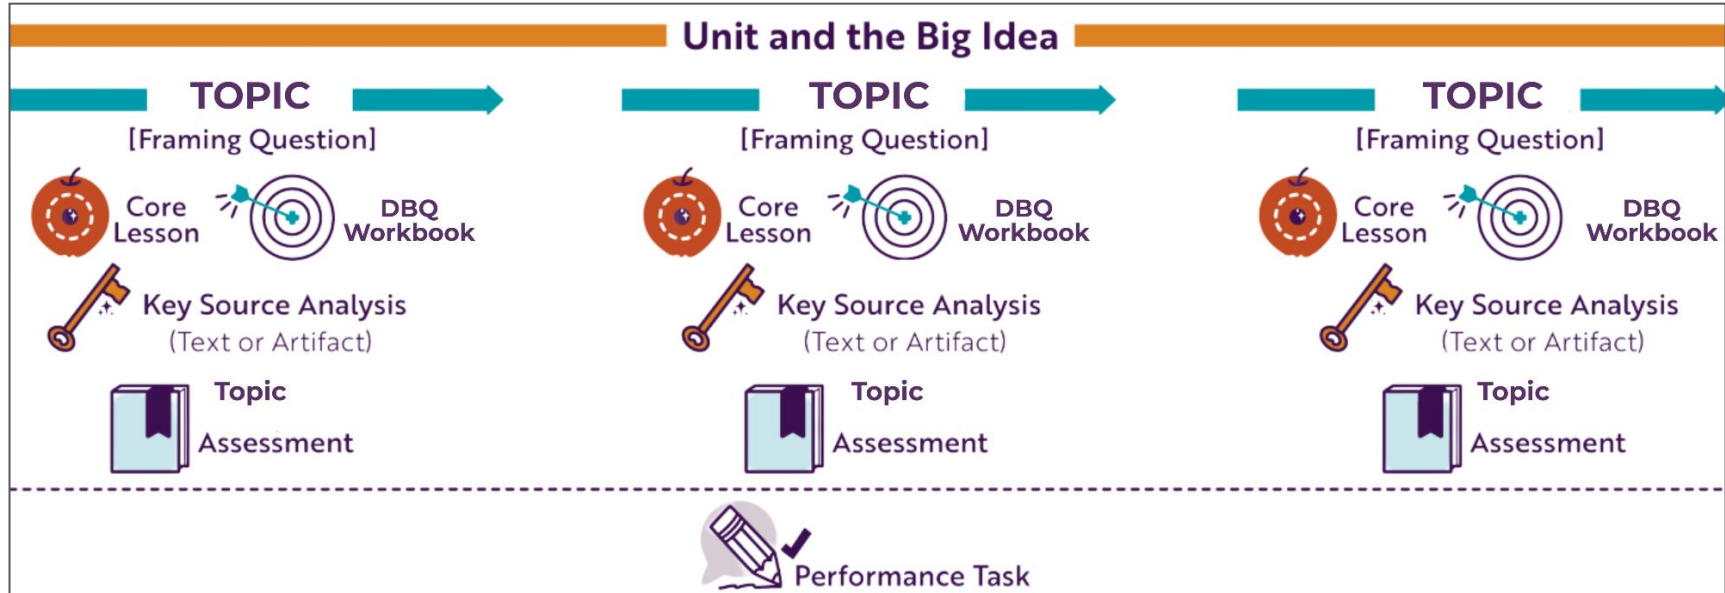 Unit and the Big Idea
TOPIC
[Framing Question]
Core
Lesson
DBQ
Workbook
Key Source Analysis
(Text or Artifact)
Topic
Assessment
TOPIC
[Framing Question]
Core
Lesson
DBQ
Workbook
Key Source Analysis
(Text or Artifact)
Topic
Assessment
TOPIC
[Framing Question]
Core
Lesson
DBQ
Workbook
Key Source Analysis
(Text or Artifact)
Topic
Assessment
Performance Task